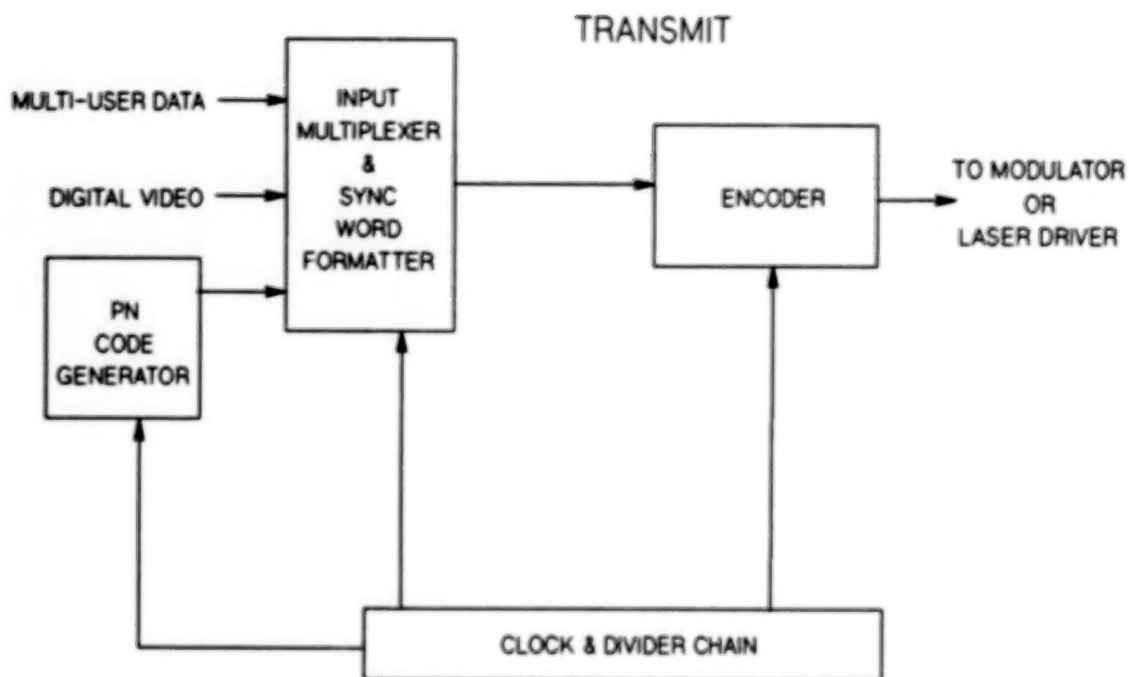 TRANSMIT
MULTI-USER DATA
DIGITAL VIDEO
PN
CODE
GENERATOR
INPUT
MULTIPLEXER
&
SYNC
WORD
FORMATTER
ENCODER
TO MODULATOR
OR
LASER DRIVER
CLOCK & DIVIDER CHAIN